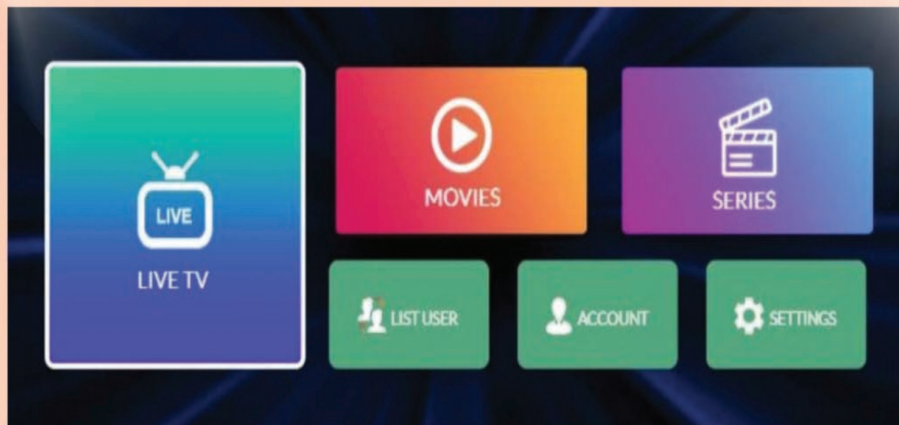 LIVE
LIVE TV
MOVIES
SERIES
LIST USER
ACCOUNT
SETTINGS